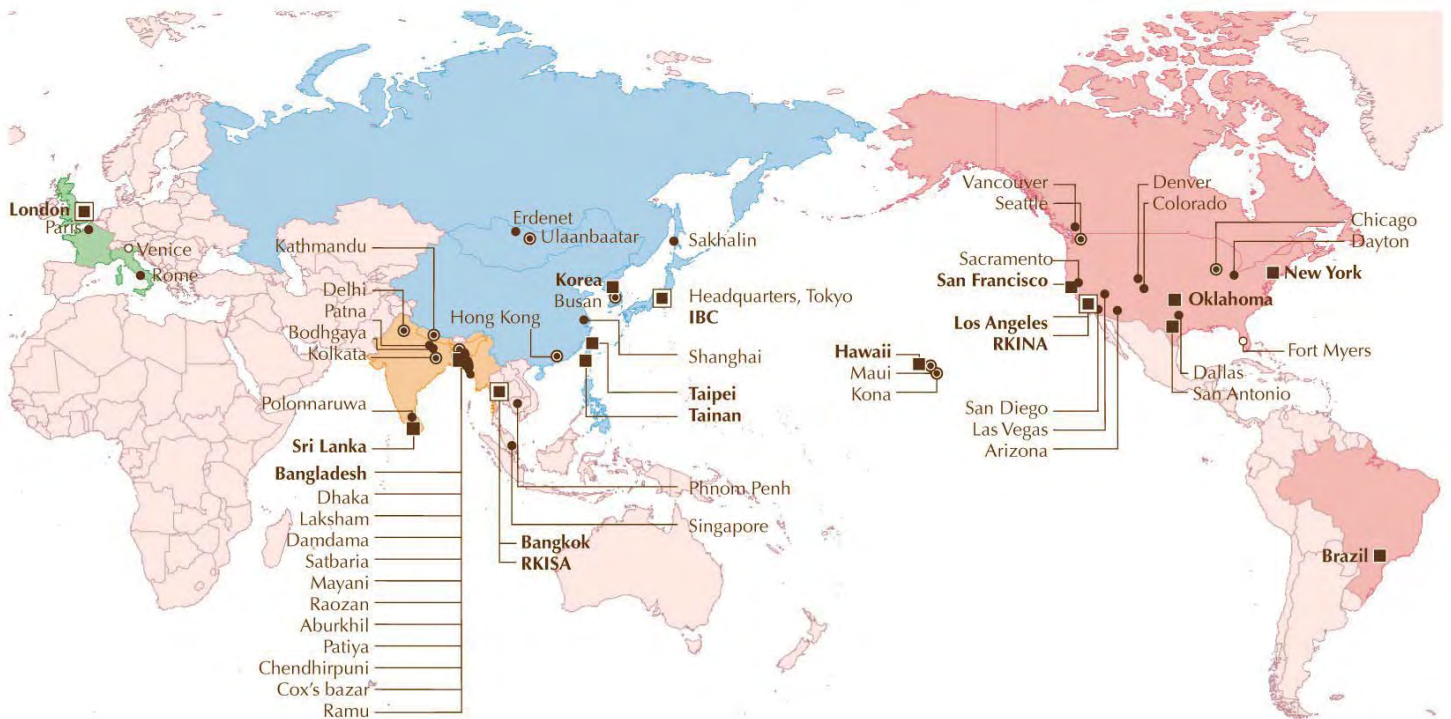 London
Paris
Venice
Rome
Kathmandu
Delhi
Patna
Bodhgaya
Kolkata
Polonnaruwa
Sri Lanka
Bangladesh
Dhaka
Laksham
Damdama
Satbaria
Mayani
Raozan
Aburkhil
Patiya
Chendhirpuni
Cox's bazar
Ramu
Erdenet
Ulaanbaatar
Sakhalin
Korea
Busan
Headquarters, Tokyo
IBC
Hong Kong
Shanghai
Taipei
Tainan
Phnom Penh
Singapore
Bangkok
RKISA
Hawaii
Maui
Kona
Vancouver
Seattle
Sacramento
San Francisco
Los Angeles
RKINA
San Diego
Las Vegas
Arizona
Denver
Colorado
Chicago
Dayton
New York
Oklahoma
Fort Myers
Dallas
San Antonio
Brazil